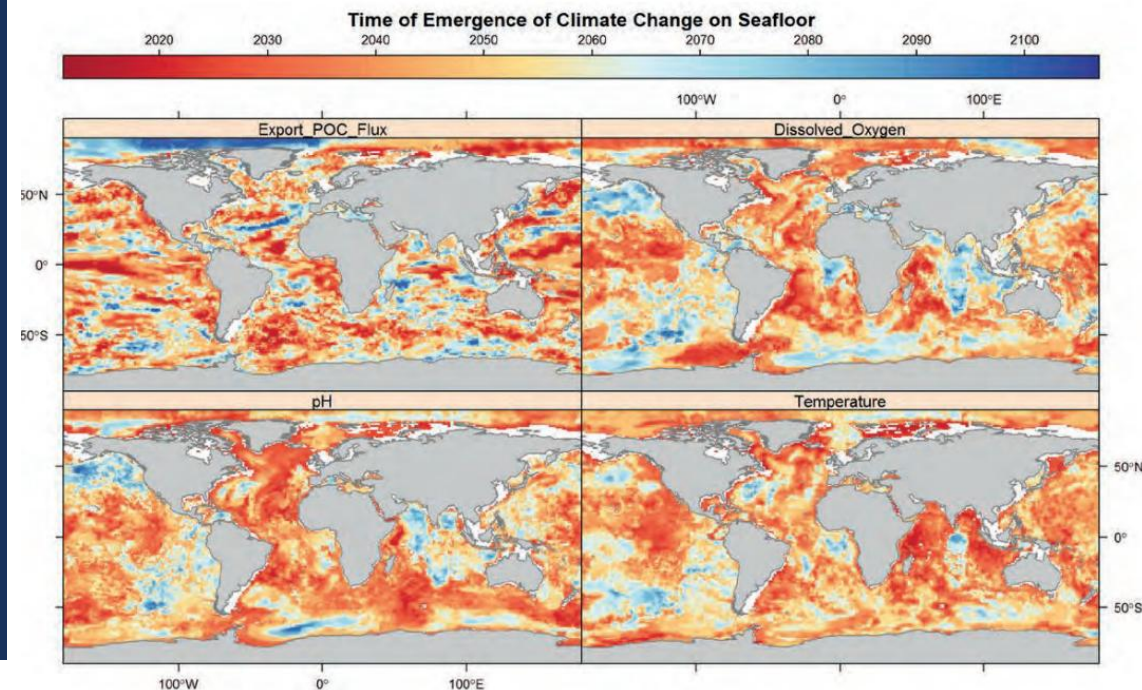 Time of Emergence of Climate Change on Seafloor
2020 2030 2040 2050 2060 2070 2080 2090 2100
100°W 0° 100°E
Export_POC_Flux Dissolved_Oxygen
50°N
0°
50°S
pH Temperature
50°N
0°
50°S
100°W 0° 100°E